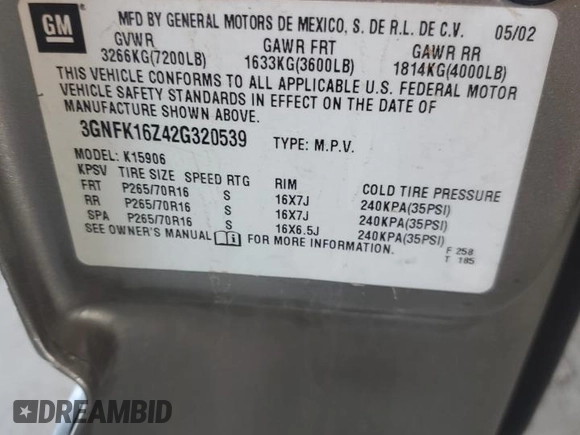 GM
MFD BY GENERAL MOTORS DE MEXICO, S. DE R.L. DE C.V. 05/02
GVWR GAWR FRT GAWR RR
3266KG(7200LB) 1633KG(3600LB) 1814KG(4000LB)
THIS VEHICLE CONFORMS TO ALL APPLICABLE U.S. FEDERAL MOTOR
VEHICLE SAFETY STANDARDS IN EFFECT ON THE DATE OF
MANUFACTURE SHOWN ABOVE.
3GNFK16Z42G320539 TYPE: M.P.V.
MODEL: K15906
KPSV TIRE SIZE SPEED RTG RIM COLD TIRE PRESSURE
FRT P265/70R16 S 16X7J 240KPA(35PSI)
RR P265/70R16 S 16X7J 240KPA(35PSI)
SPA P265/70R16 S 16X6.5J 240KPA(35PSI)
SEE OWNER'S MANUAL FOR MORE INFORMATION.
F 258
T 185
DREAMBID